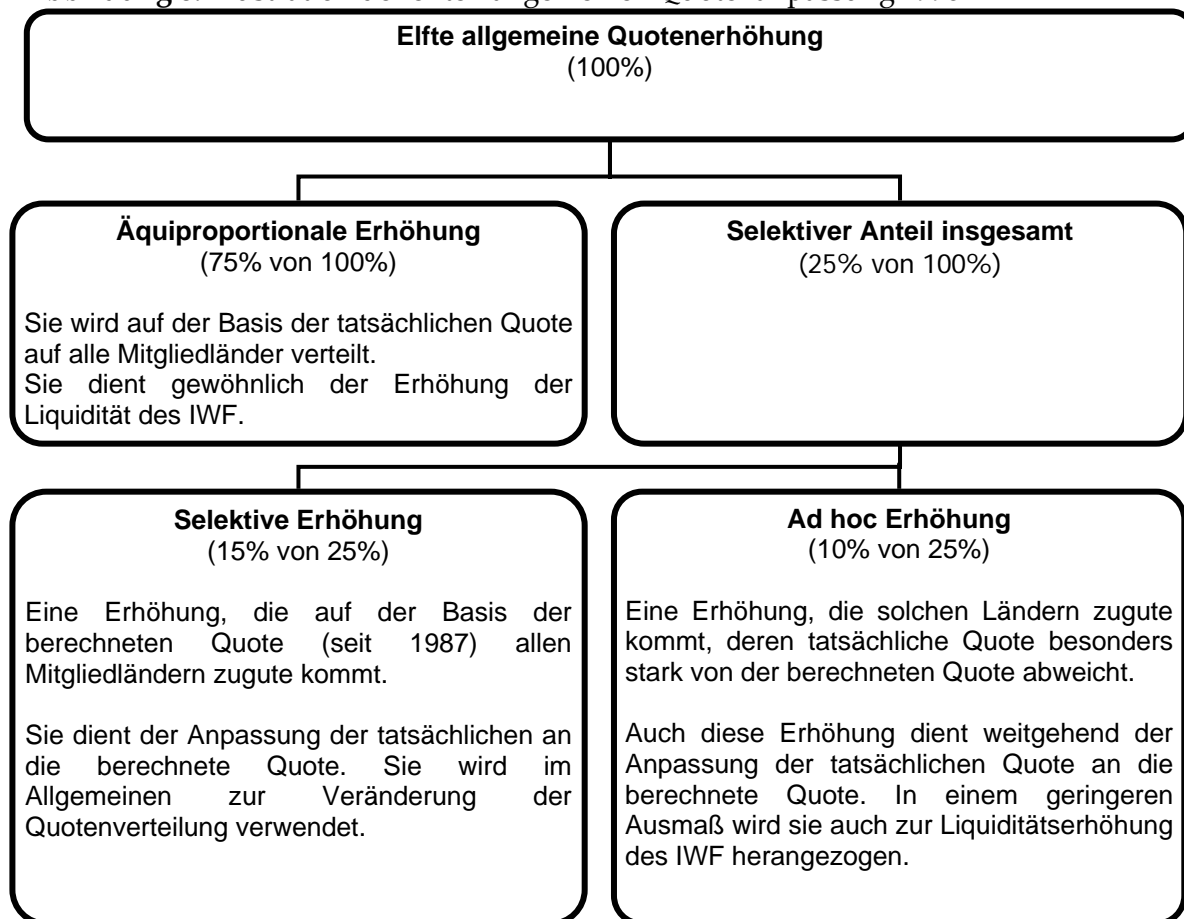 Elfte allgemeine Quotenerhöhung
(100%)
Äquiproportionale Erhöhung
(75% von 100%)
Sie wird auf der Basis der tatsächlichen Quote
auf alle Mitgliedländer verteilt.
Sie dient gewöhnlich der Erhöhung der
Liquidität des IWF.
Selektiver Anteil insgesamt
(25% von 100%)
Selektive Erhöhung
(15% von 25%)
Eine Erhöhung, die auf der Basis der
berechneten Quote (seit 1987) allen
Mitgliedländern zugute kommt.
Sie dient der Anpassung der tatsächlichen an
die berechnete Quote. Sie wird im
Allgemeinen zur Veränderung der
Quotenverteilung verwendet.
Ad hoc Erhöhung
(10% von 25%)
Eine Erhöhung, die solchen Ländern zugute
kommt, deren tatsächliche Quote besonders
stark von der berechneten Quote abweicht.
Auch diese Erhöhung dient weitgehend der
Anpassung der tatsächlichen Quote an die
berechnete Quote. In einem geringeren
Ausmaß wird sie auch zur Liquiditätserhöhung
des IWF herangezogen.